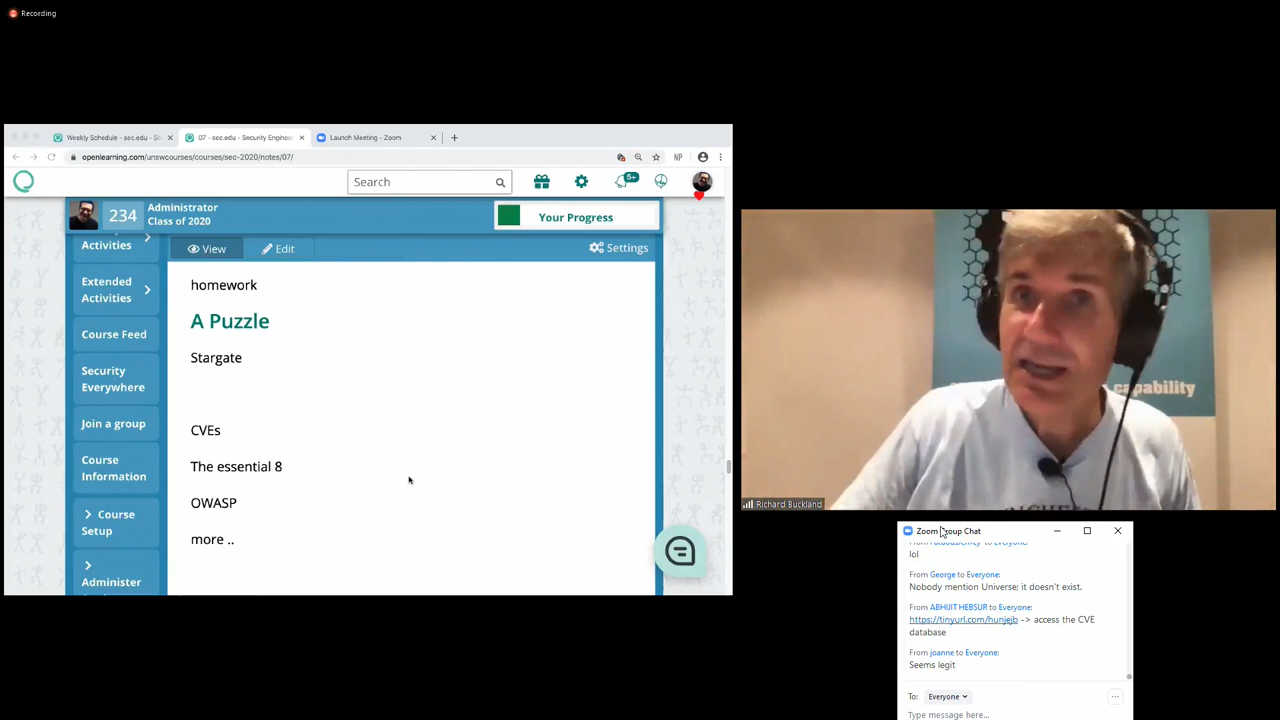 Recording
Weekly Schedule - sec.edu - S
07 - sec.edu - Security Enginee
Launch Meeting - Zoom
openlearning.com/unswcourses/courses/sec-2020/notes/07/
NP
Search
5+
234
Administrator
Class of 2020
Your Progress
Activities
View
Edit
Settings
Extended
Activities
Course Feed
Security
Everywhere
Join a group
Course
Information
Course
Setup
Administer
homework
A Puzzle
Stargate
CVEs
The essential 8
OWASP
more ..
capability
Richard Buckland
Zoom Group Chat
to Everyone:
lol
From George to Everyone:
Nobody mention Universe; it doesn't exist.
From ABHIJIT HEBSUR to Everyone:
https://tinyurl.com/hunjejb -> access the CVE
database
From joanne to Everyone:
Seems legit
To: Everyone
Type message here...